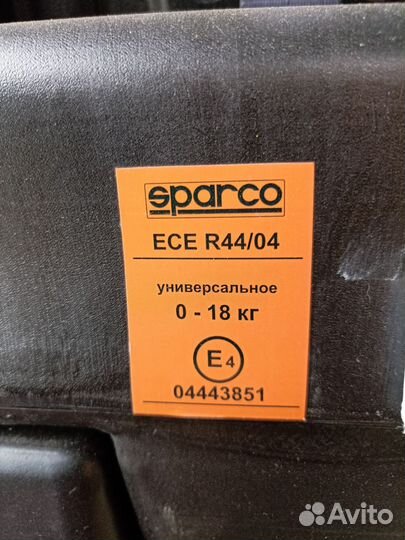 sparco
ECE R44/04
универсальное
0 - 18 кг
E4
04443851
Avito